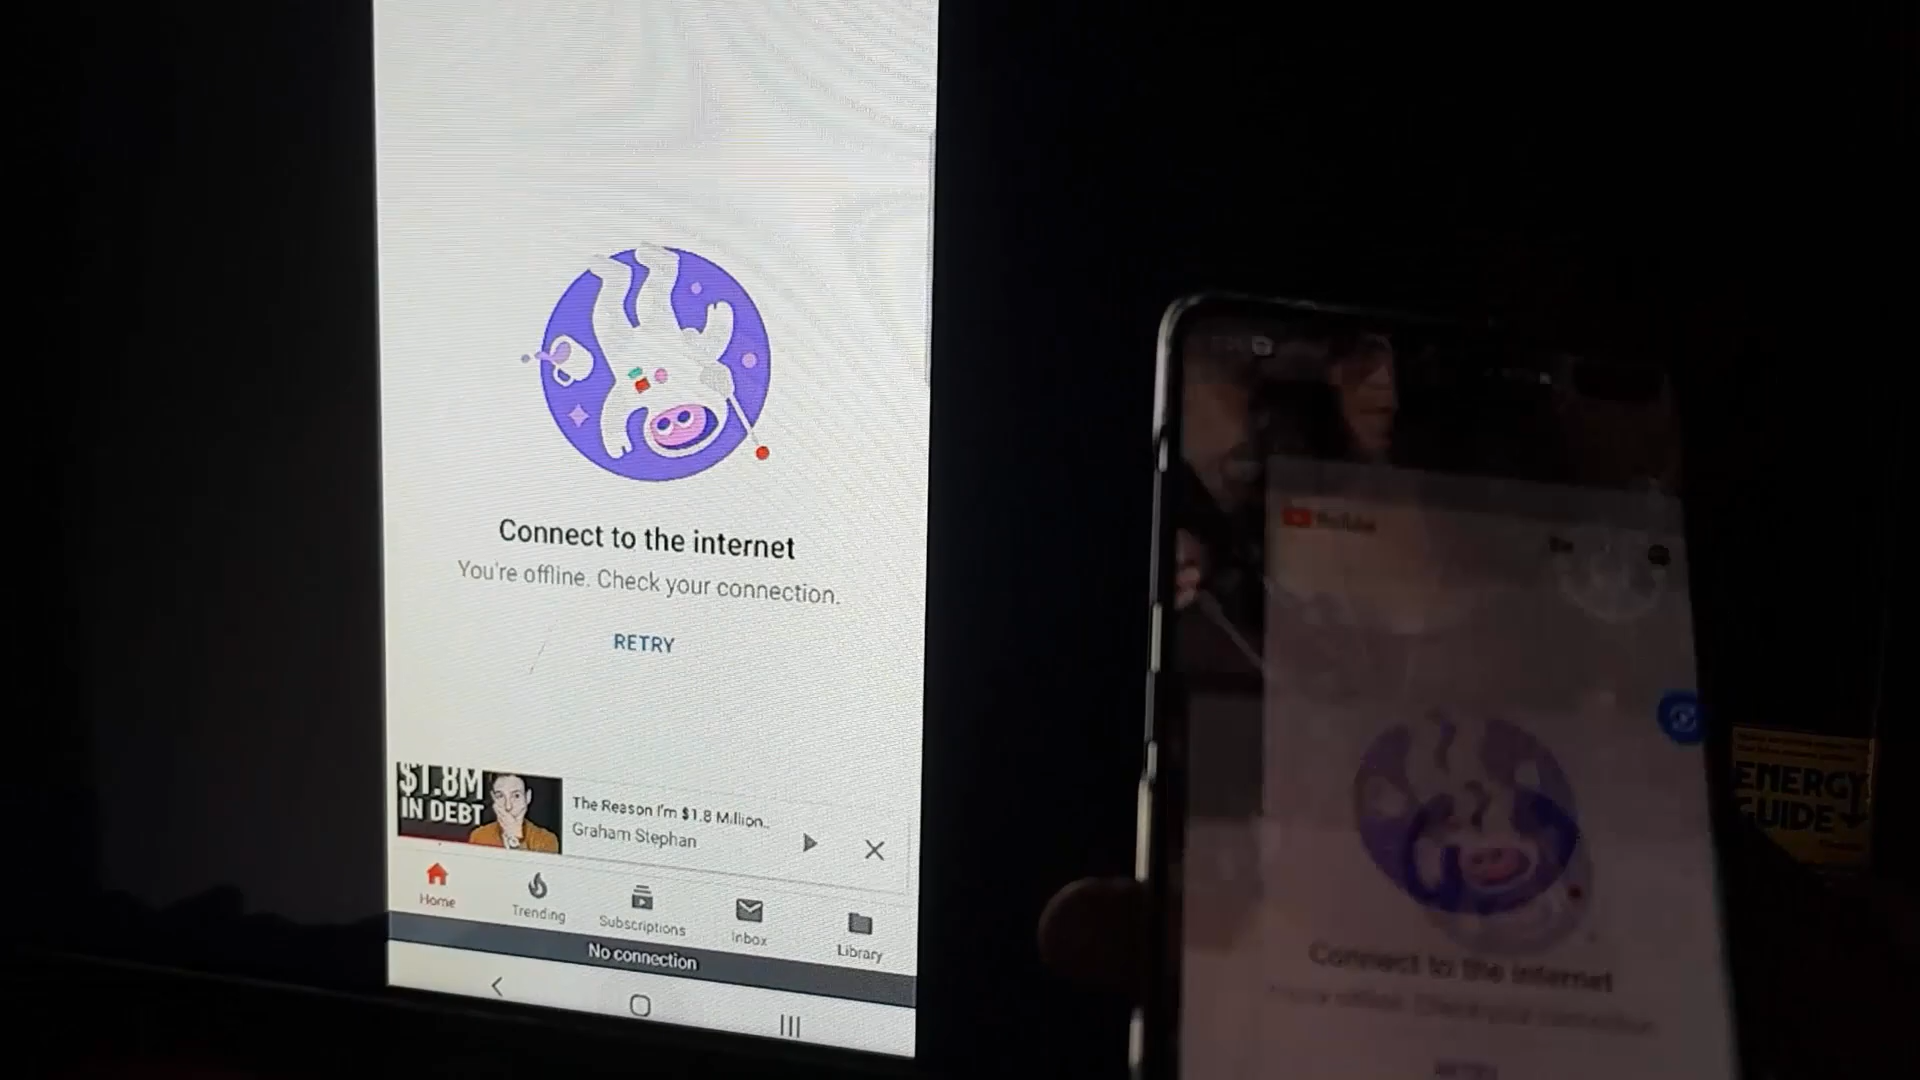 Connect to the internet
You're offline. Check your connection.
RETRY
$1.8M
IN DEBT
The Reason I'm $1.8 Million..
Graham Stephan
Home
Trending
Subscriptions
Inbox
Library
No connection
YouTube
Connect to the internet
RETRY
ENERGY
GUIDE